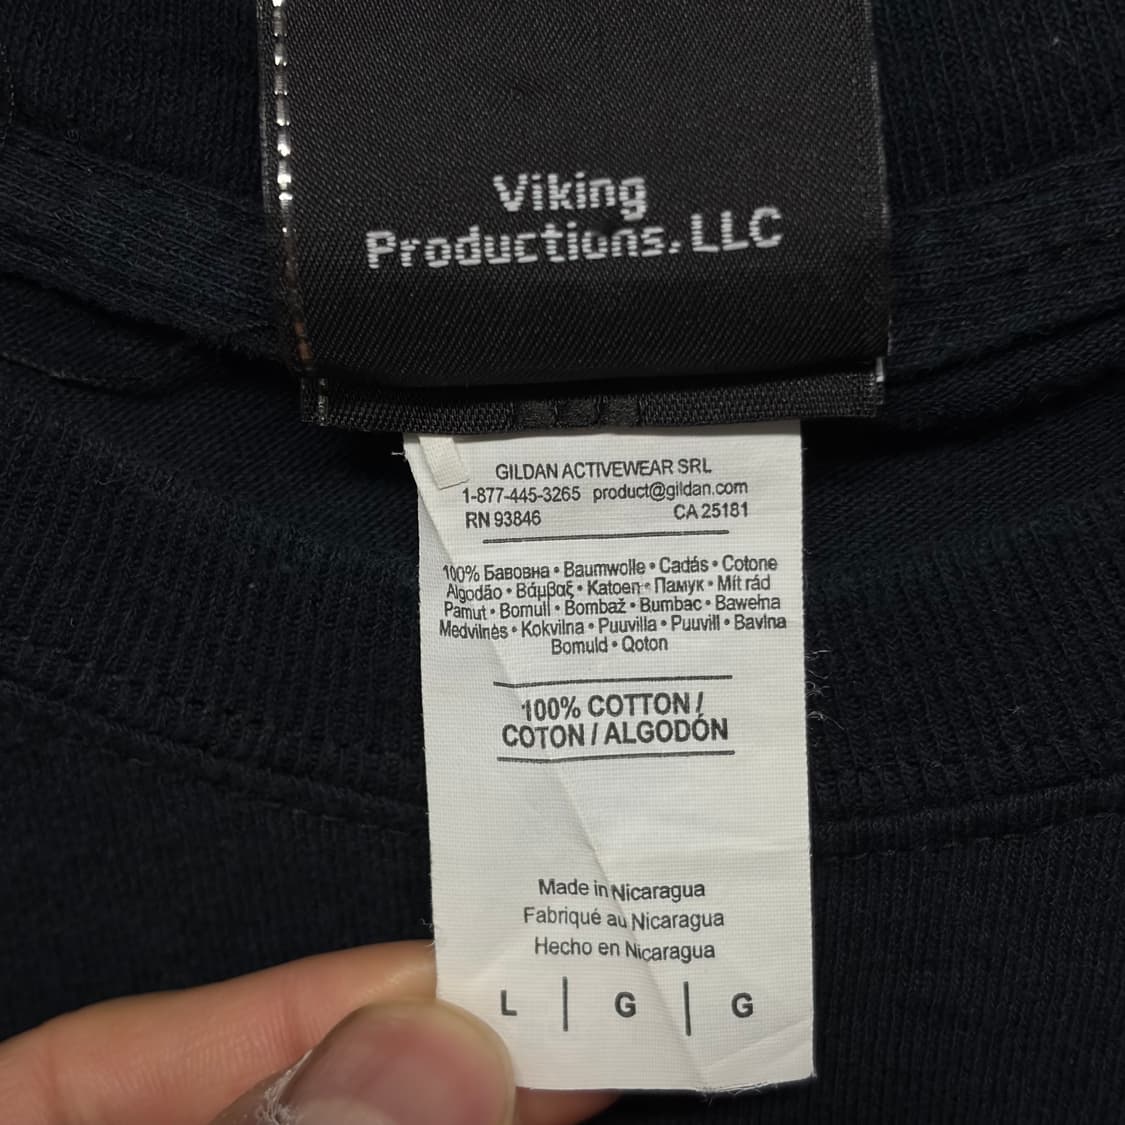 Viking
Productions, LLC
GILDAN ACTIVEWEAR SRL
1-877-445-3265 product@gildan.com
RN 93846 CA 25181
100% Бавовна • Baumwolle • Cadás • Cotone
Algodão • Βάμβαξ • Katoen • Памук • Mít rád
Pamut • Bomull • Bombaž • Bumbac • Bawełna
Medvilnės • Kokvilna • Puuvilla • Puuvill • Bavlna
Bomuld • Qoton
100% COTTON /
COTON / ALGODÓN
Made in Nicaragua
Fabriqué au Nicaragua
Hecho en Nicaragua
L | G | G